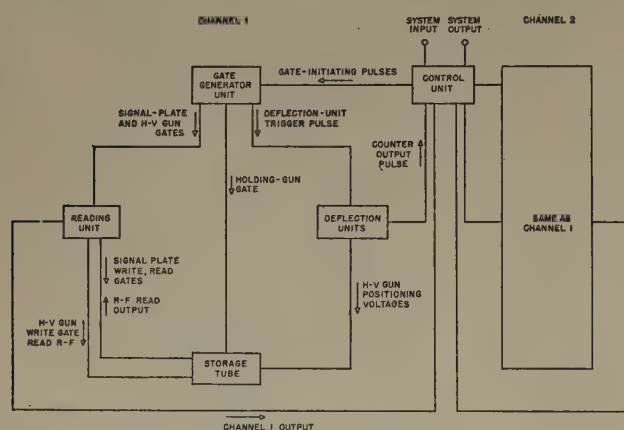 CHANNEL 1
SYSTEM
INPUT
SYSTEM
OUTPUT
CHANNEL 2
GATE
GENERATOR
UNIT
GATE-INITIATING PULSES
CONTROL
UNIT
SIGNAL-PLATE
AND H-V GUN
GATES
DEFLECTION-UNIT
TRIGGER PULSE
COUNTER
OUTPUT
PULSE
HOLDING-GUN
GATE
READING
UNIT
DEFLECTION
UNITS
SAME AS
CHANNEL 1
SIGNAL PLATE
WRITE, READ
GATES
R-F READ
OUTPUT
H-V GUN
POSITIONING
VOLTAGES
H-V GUN
WRITE GATE
READ R-F
STORAGE
TUBE
CHANNEL 1 OUTPUT